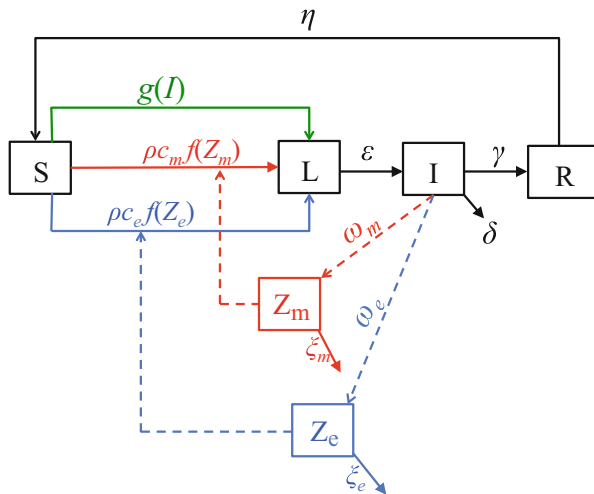 η
g(I)
S
ρc_m f(Z_m)
L
ε
I
γ
R
ρc_e f(Z_e)
δ
ω_m
Z_m
ω_e
ξ_m
Z_e
ξ_e